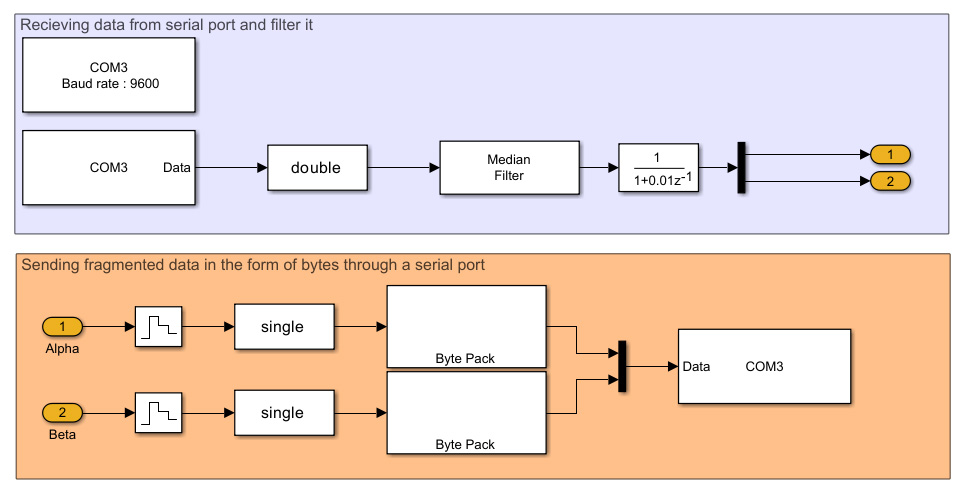 Recieving data from serial port and filter it
COM3
Baud rate : 9600
COM3
Data
double
Median
Filter
1
1+0.01z-1
1
2
Sending fragmented data in the form of bytes through a serial port
1
Alpha
single
Byte Pack
Data
COM3
2
Beta
single
Byte Pack